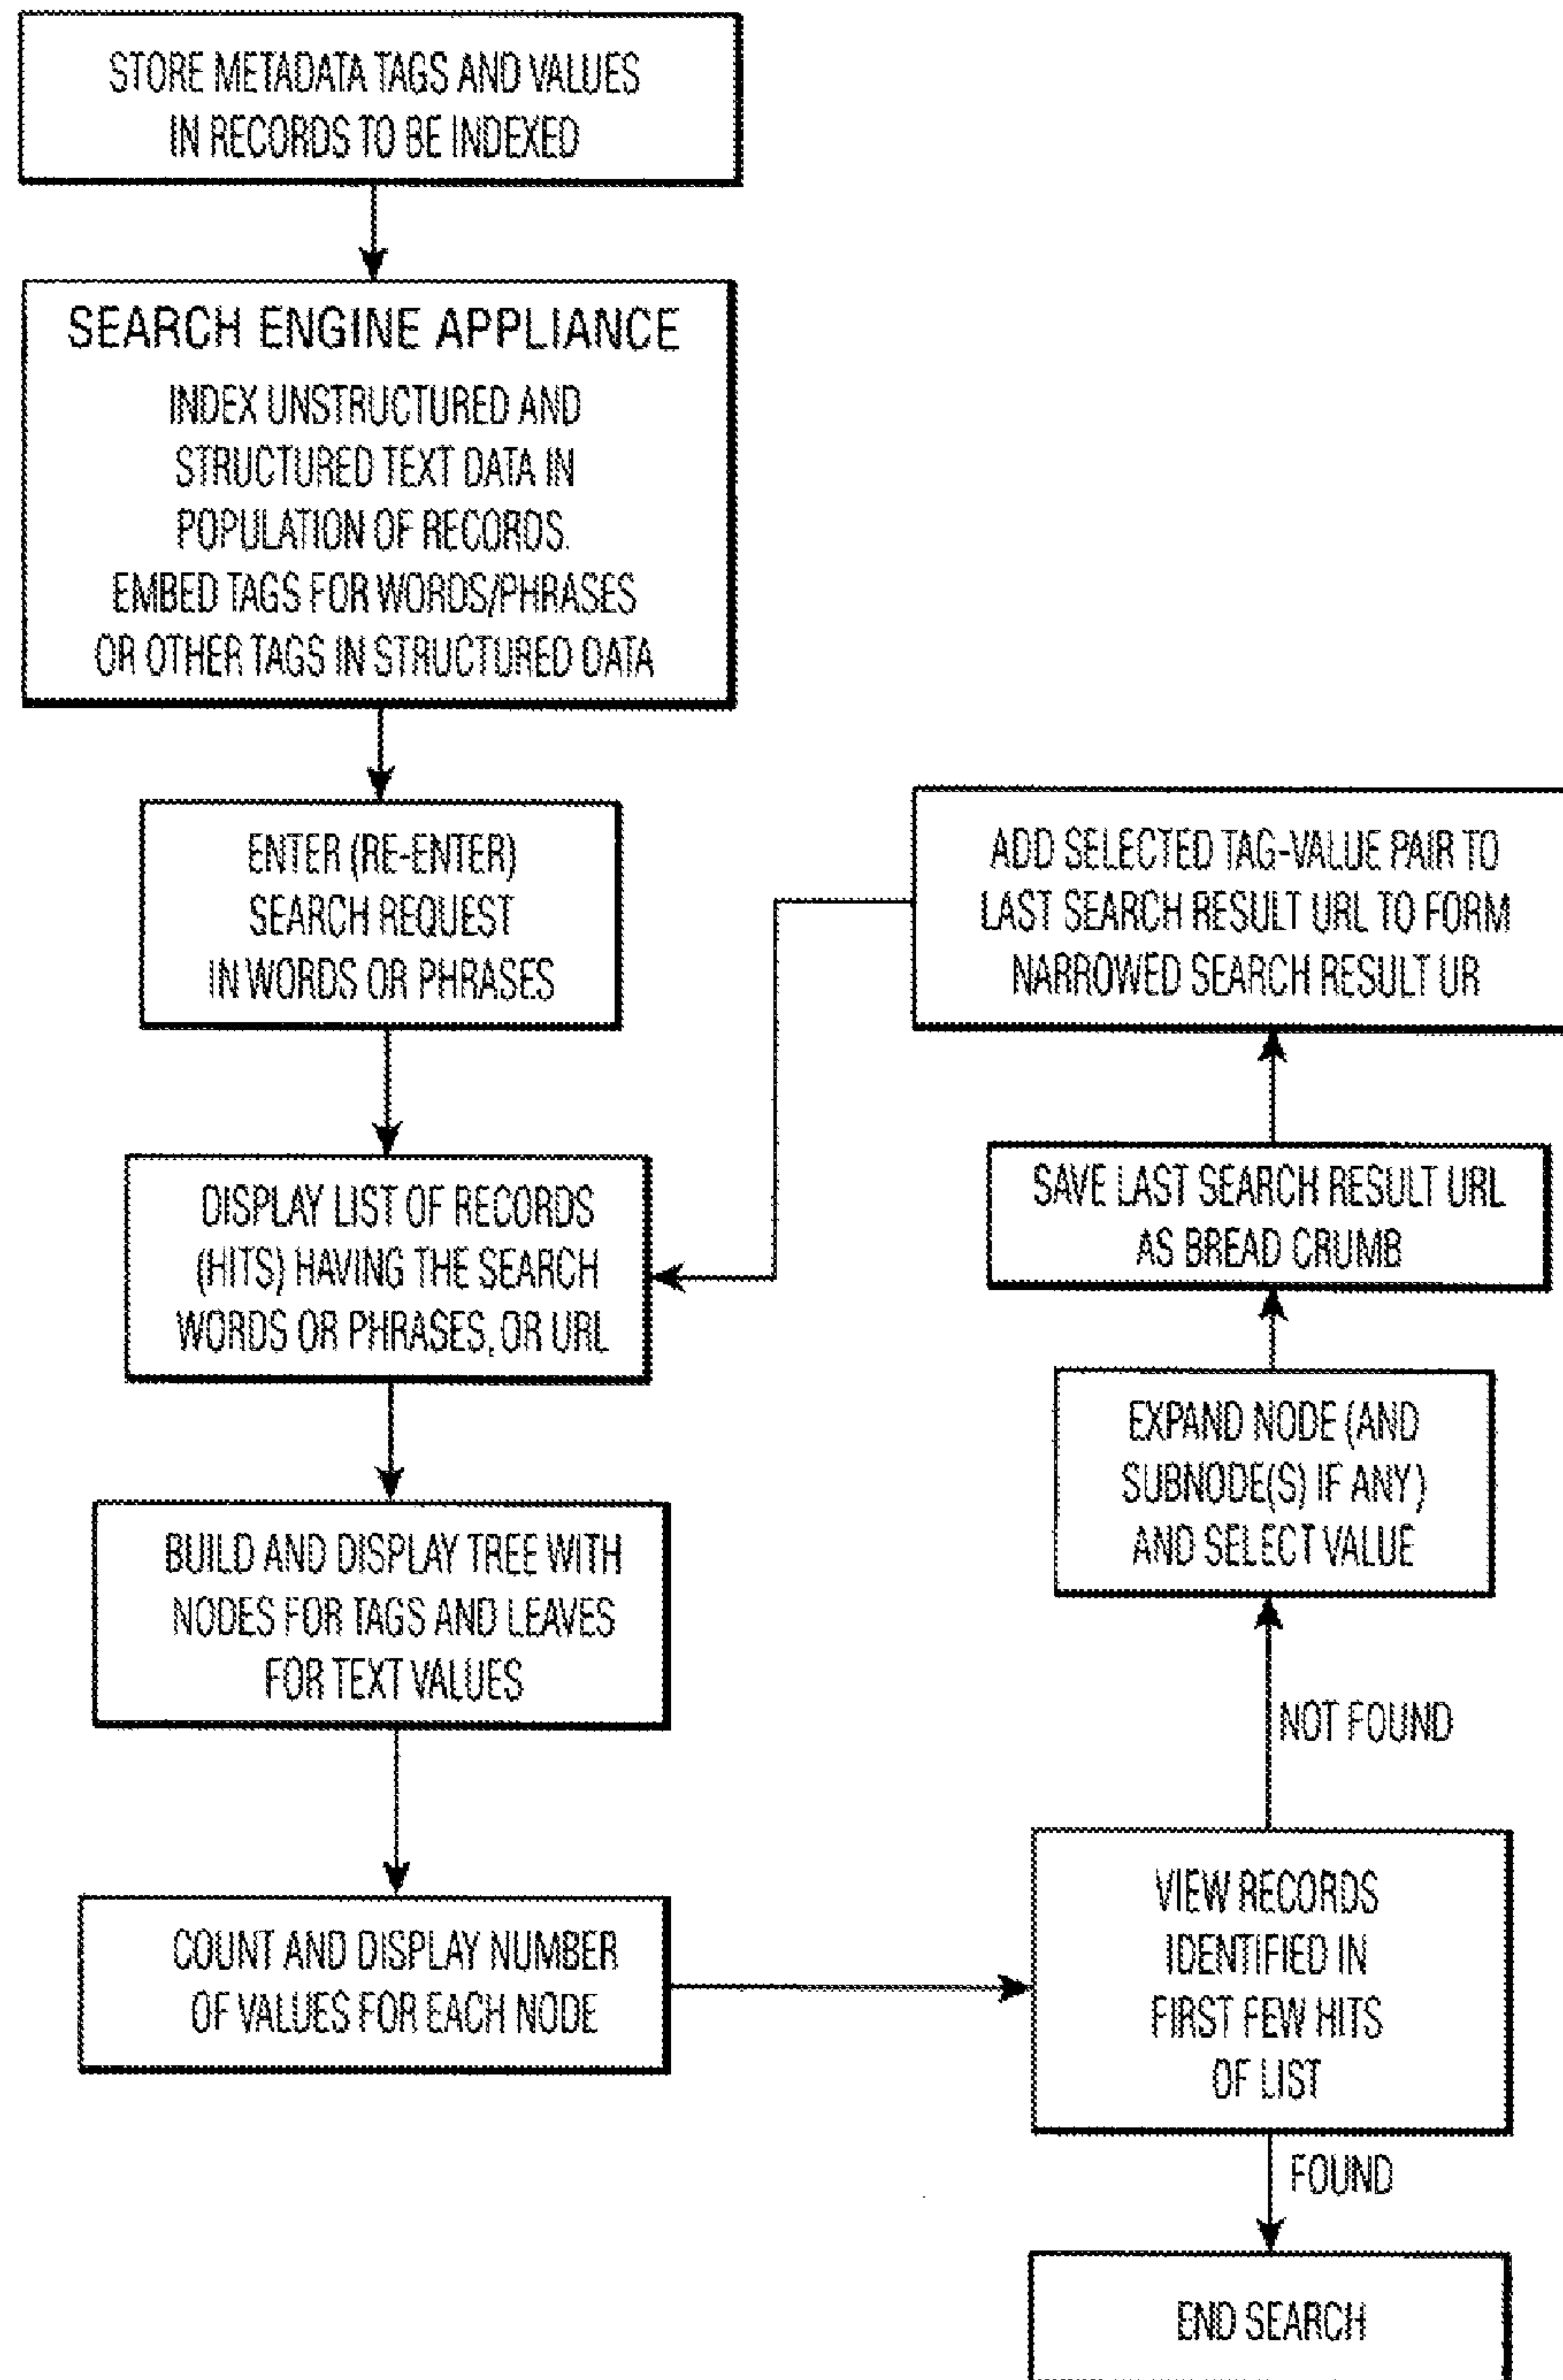 STORE METADATA TAGS AND VALUES
IN RECORDS TO BE INDEXED
SEARCH ENGINE APPLIANCE
INDEX UNSTRUCTURED AND
STRUCTURED TEXT DATA IN
POPULATION OF RECORDS.
EMBED TAGS FOR WORDS/PHRASES
OR OTHER TAGS IN STRUCTURED DATA
ENTER (RE-ENTER)
SEARCH REQUEST
IN WORDS OR PHRASES
DISPLAY LIST OF RECORDS
(HITS) HAVING THE SEARCH
WORDS OR PHRASES, OR URL
BUILD AND DISPLAY TREE WITH
NODES FOR TAGS AND LEAVES
FOR TEXT VALUES
COUNT AND DISPLAY NUMBER
OF VALUES FOR EACH NODE
VIEW RECORDS
IDENTIFIED IN
FIRST FEW HITS
OF LIST
NOT FOUND
EXPAND NODE (AND
SUBNODE(S) IF ANY)
AND SELECT VALUE
SAVE LAST SEARCH RESULT URL
AS BREAD CRUMB
ADD SELECTED TAG-VALUE PAIR TO
LAST SEARCH RESULT URL TO FORM
NARROWED SEARCH RESULT UR
FOUND
END SEARCH